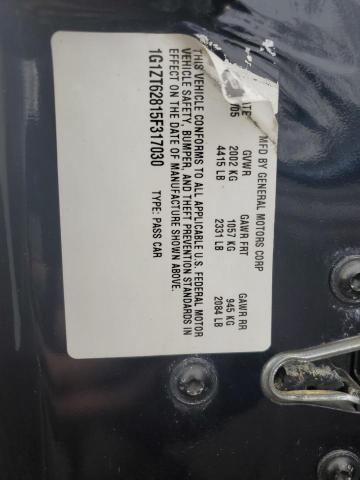 MFD BY GENERAL MOTORS CORP
GVWR GAWR FRT GAWR RR
2002 KG 1057 KG 945 KG
4415 LB 2331 LB 2084 LB
THIS VEHICLE CONFORMS TO ALL APPLICABLE U.S. FEDERAL MOTOR
VEHICLE SAFETY, BUMPER, AND THEFT PREVENTION STANDARDS IN
EFFECT ON THE DATE OF MANUFACTURE SHOWN ABOVE.
1G1ZT62815F317030 TYPE: PASS CAR